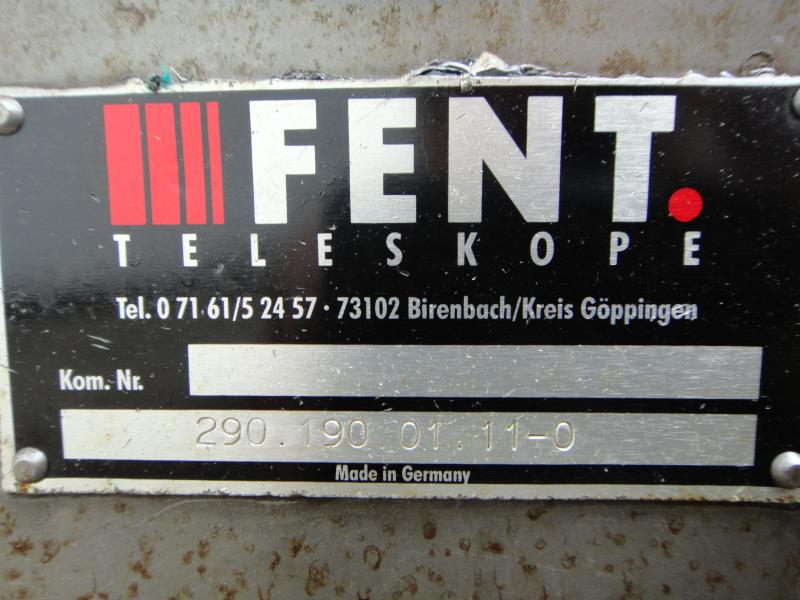 FENT.
TELESKOPE
Tel. 0 71 61/5 24 57 · 73102 Birenbach/Kreis Göppingen
Kom. Nr.
290.190 01.11-0
Made in Germany